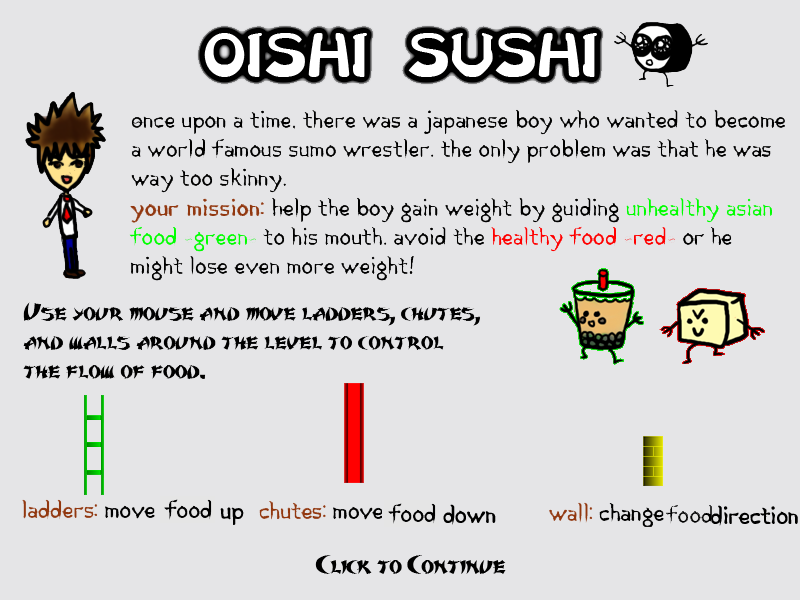 OISHI SUSHI
once upon a time. there was a japanese boy who wanted to become
a world famous sumo wrestler. the only problem was that he was
way too skinny.
your mission: help the boy gain weight by guiding unhealthy asian
food -green- to his mouth. avoid the healthy food -red- or he
might lose even more weight!
Use your mouse and move ladders, chutes,
and walls around the level to control
the flow of food.
ladders: move food up
chutes: move food down
wall: change food direction
Click to Continue